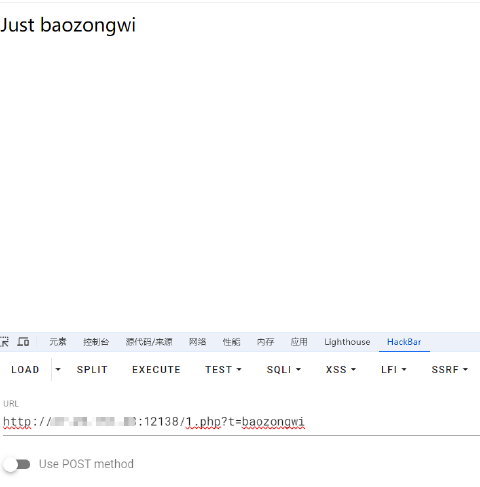 Just baozongwi
元素 控制台 源代码/来源 网络 性能 内存 应用 Lighthouse HackBar
LOAD SPLIT EXECUTE TEST SQLI XSS LFI SSRF
URL
http://:12138/1.php?t=baozongwi
Use POST method